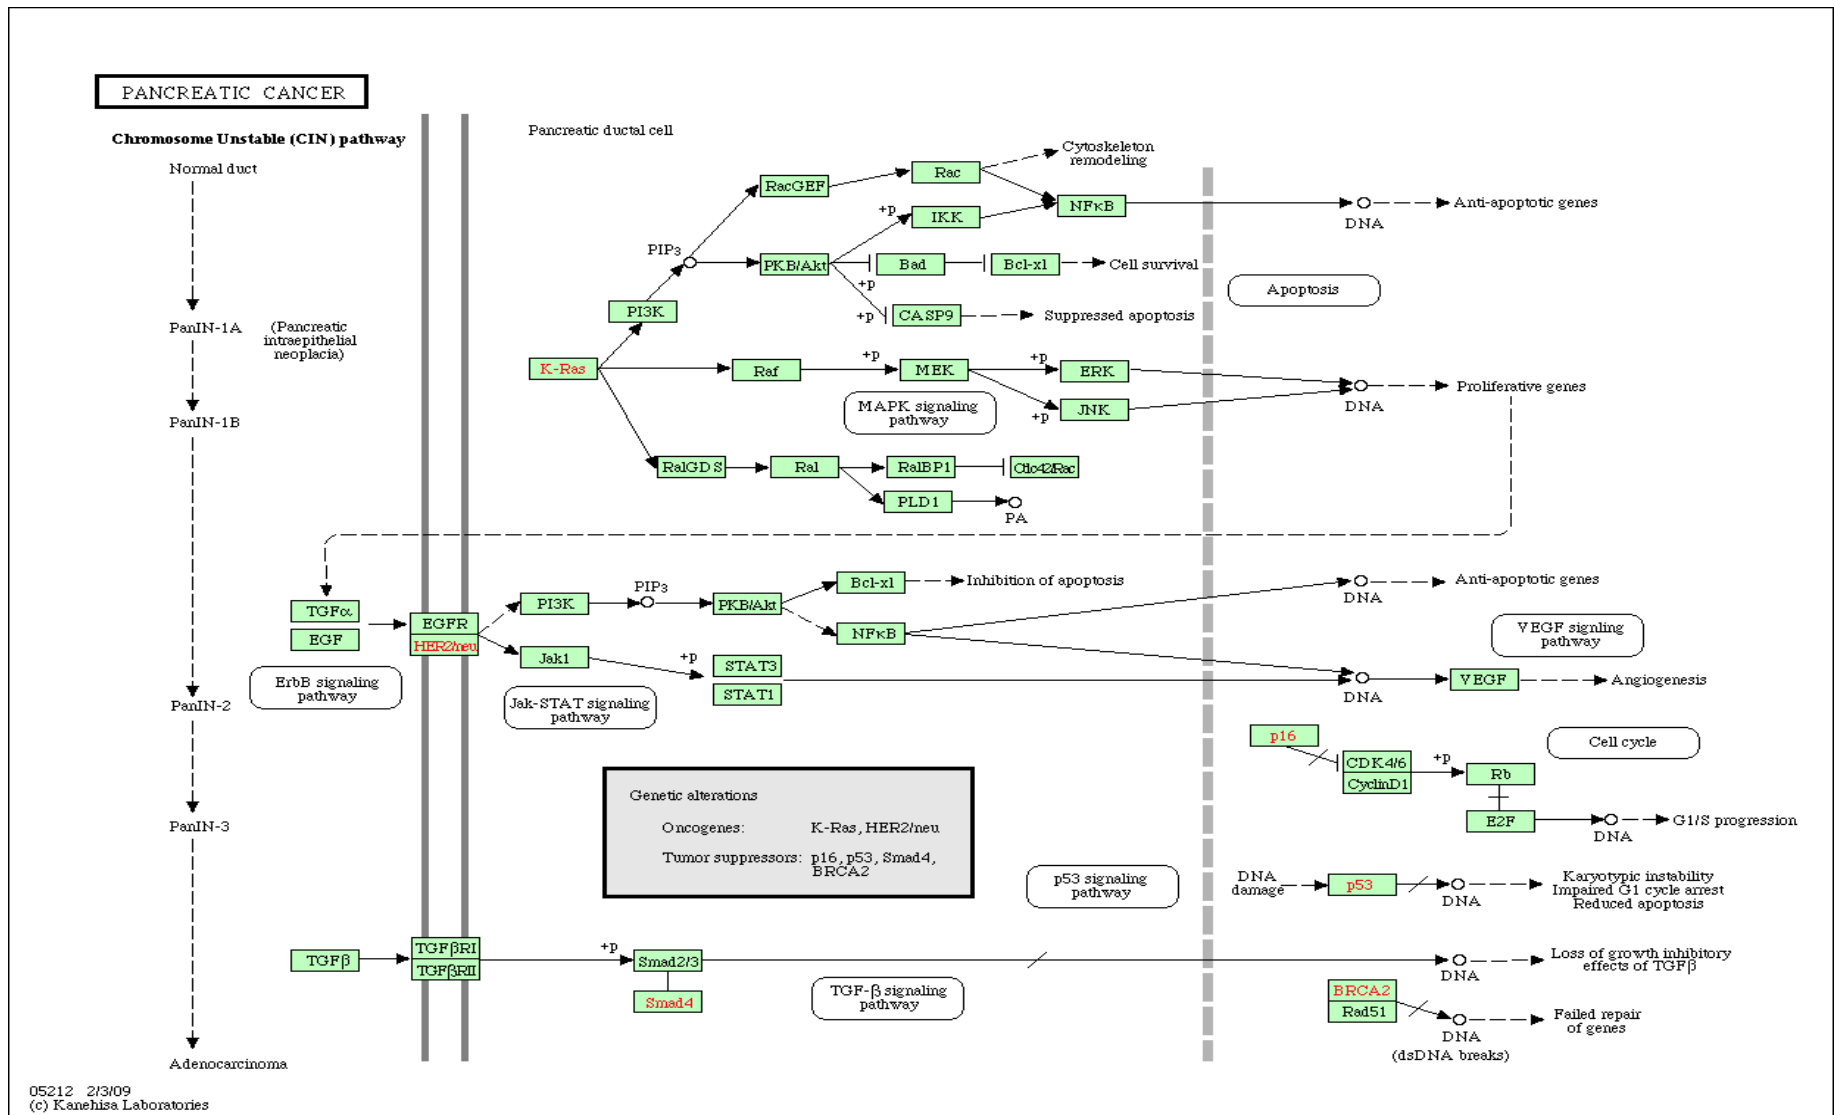 PANCREATIC CANCER
Chromosome Unstable (CIN) pathway
Normal duct
PanIN-1A
(Pancreatic
intraepithelial
neoplacia)
PanIN-1B
PanIN-2
PanIN-3
Adenocarcinoma
Pancreatic ductal cell
RacGEF
Rac
Cytoskeleton
remodeling
+p
IKK
NFκB
DNA
Anti-apoptotic genes
PIP3
PKB/Akt
Bad
Bcl-xl
Cell survival
+p
Apoptosis
PI3K
+p
CASP9
Suppressed apoptosis
K-Ras
Raf
+p
MEK
+p
ERK
DNA
Proliferative genes
MAPK signaling
pathway
+p
JNK
RalGDS
Ral
RalBP1
Cdc42/Rac
PLD1
PA
TGFα
EGF
EGFR
HER2/neu
ErbB signaling
pathway
PI3K
PIP3
PKB/Akt
Bcl-xl
Inhibition of apoptosis
NFκB
DNA
Anti-apoptotic genes
Jak1
+p
STAT3
STAT1
Jak-STAT signaling
pathway
DNA
VEGF
Angiogenesis
VEGF signling
pathway
p16
CDK4/6
CyclinD1
+p
Rb
E2F
DNA
G1/S progression
Cell cycle
Genetic alterations
Oncogenes: K-Ras, HER2/neu
Tumor suppressors: p16, p53, Smad4,
BRCA2
p53 signaling
pathway
DNA
damage
p53
DNA
Karyotypic instability
Impaired G1 cycle arrest
Reduced apoptosis
TGFβ
TGFβRI
TGFβRII
+p
Smad2/3
Smad4
TGF-β signaling
pathway
DNA
Loss of growth inhibitory
effects of TGFβ
BRCA2
Rad51
DNA
(dsDNA breaks)
Failed repair
of genes
05212 2/3/09
(c) Kanehisa Laboratories